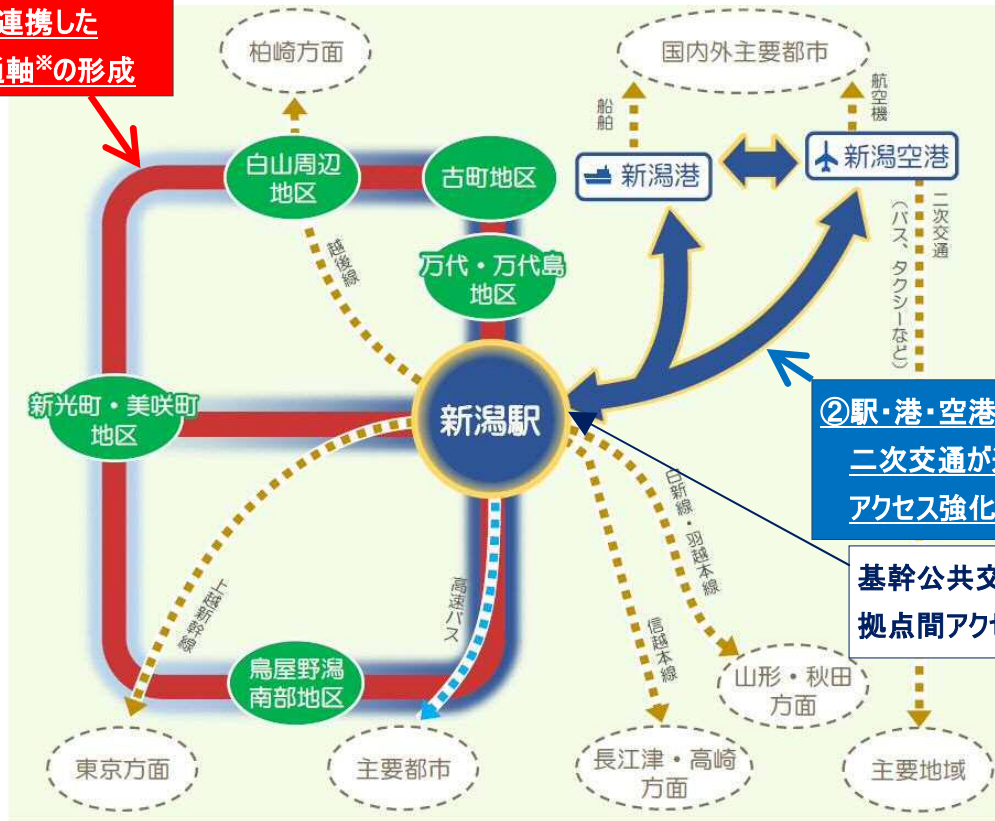 連携した
軸※の形成
柏崎方面
国内外主要都市
船舶
航空機
白山周辺
地区
古町地区
新潟港
新潟空港
二次交通
（バス、タクシーなど）
越後線
万代・万代島
地区
新光町・美咲町
地区
新潟駅
②駅・港・空港
二次交通が
アクセス強化
基幹公共交
拠点間アクセ
白新線・羽越本線
上越新幹線
高速バス
信越本線
鳥屋野潟
南部地区
山形・秋田
方面
東京方面
主要都市
長江津・高崎
方面
主要地域